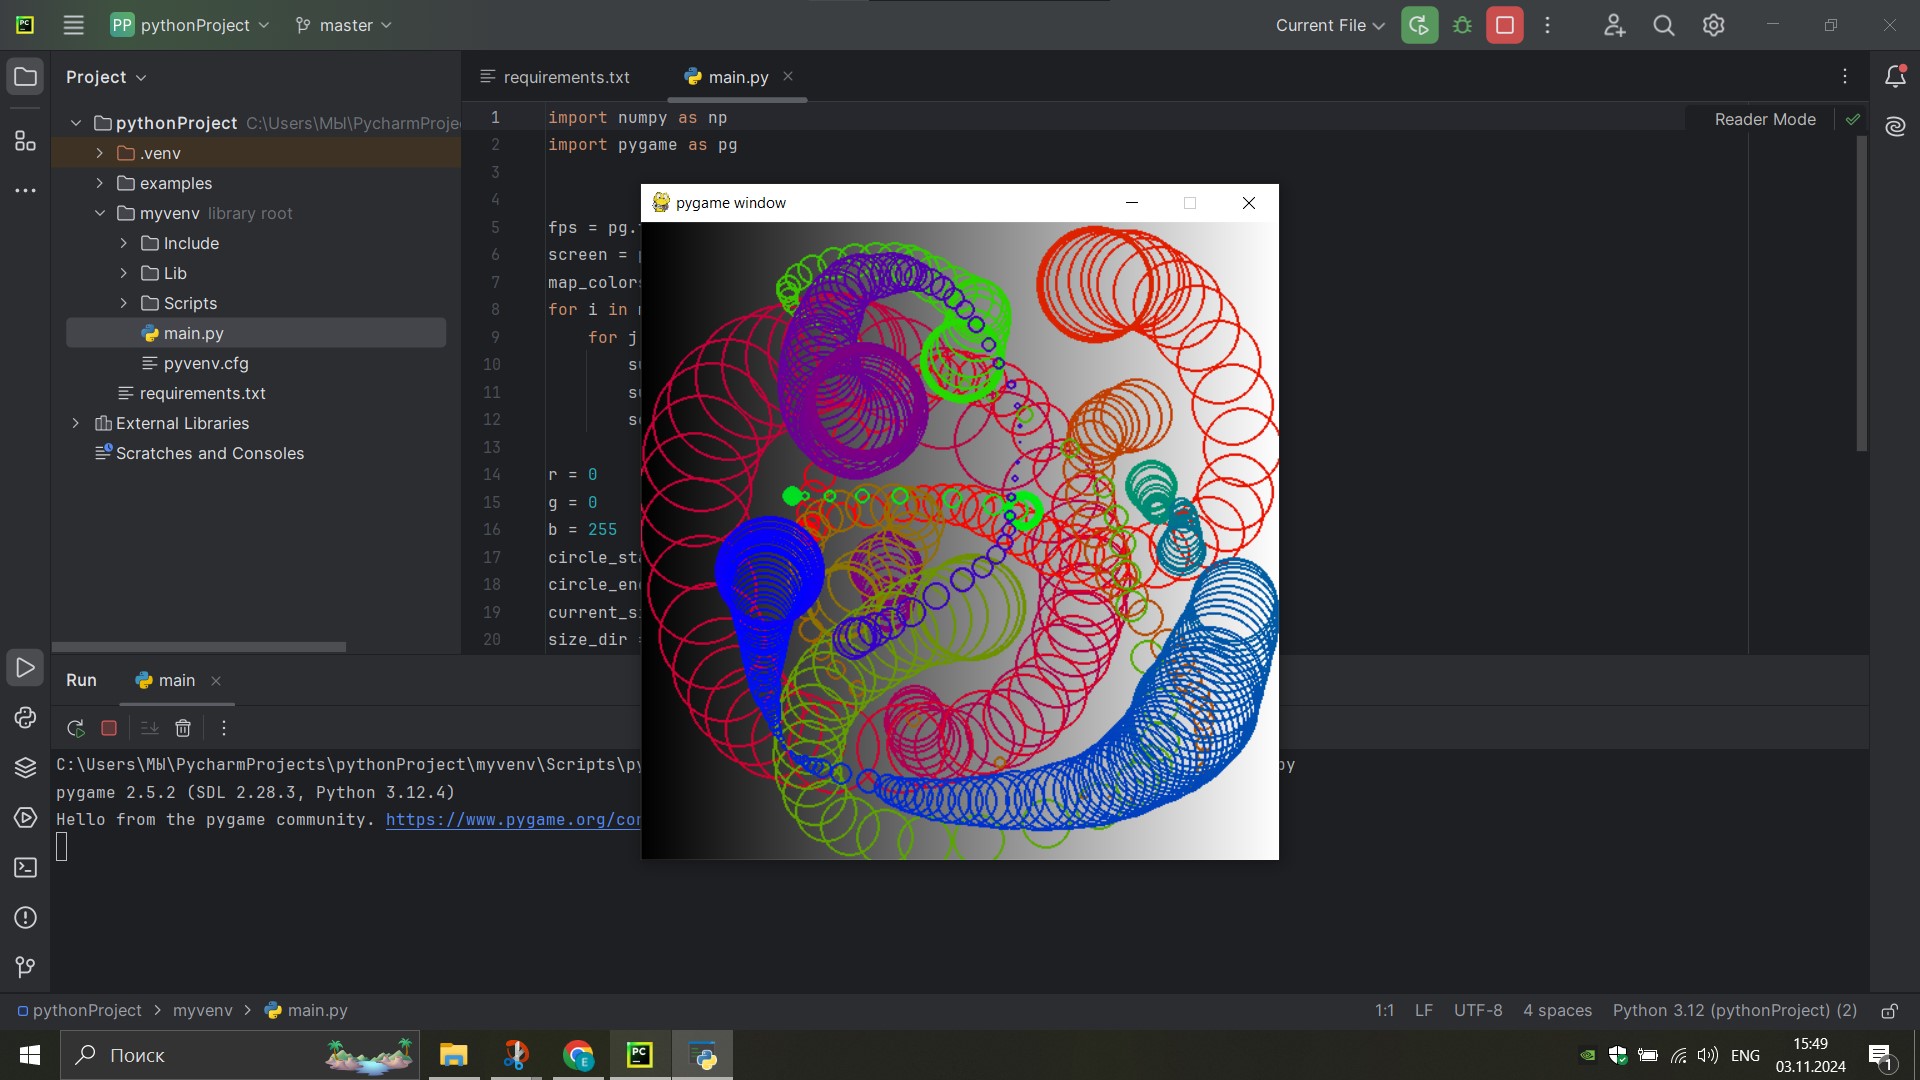 PC
PP pythonProject
master
Current File
Project
requirements.txt
main.py
pythonProject C:\Users\МЫ\PycharmProje
.venv
examples
myvenv library root
Include
Lib
Scripts
main.py
pyvenv.cfg
requirements.txt
External Libraries
Scratches and Consoles
Reader Mode
1 import numpy as np
2 import pygame as pg
3
4
5 fps = pg.
6 screen =
7 map_color
8 for i in
9 for j
10
11
12
13
14 r = 0
15 g = 0
16 b = 255
17 circle_sta
18 circle_en
19 current_s
20 size_dir
pygame window
Run
main
C:\Users\МЫ\PycharmProjects\pythonProject\myvenv\Scripts\py
py
pygame 2.5.2 (SDL 2.28.3, Python 3.12.4)
Hello from the pygame community. https://www.pygame.org/co
pythonProject > myvenv > main.py
1:1 LF UTF-8 4 spaces Python 3.12 (pythonProject) (2)
Поиск
E
PC
ENG
15:49
03.11.2024
1